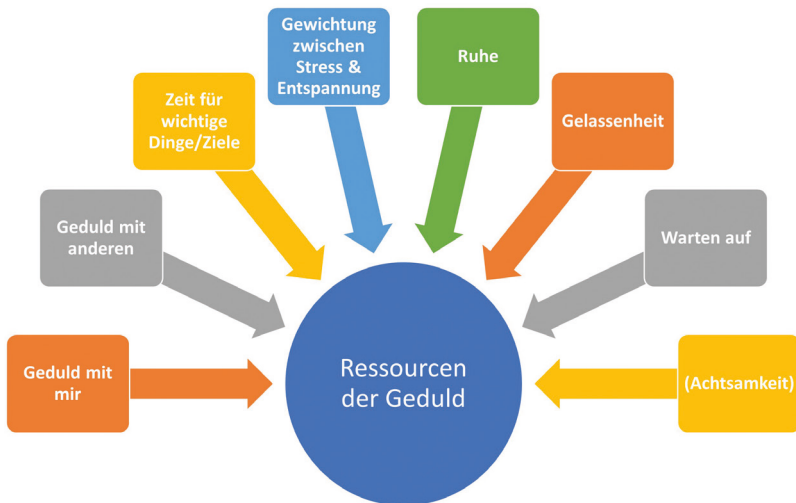 Gewichtung
zwischen
Stress &
Entspannung
Ruhe
Zeit für
wichtige
Dinge/Ziele
Gelassenheit
Geduld mit
anderen
Warten auf
Geduld mit
mir
Ressourcen
der Geduld
(Achtsamkeit)